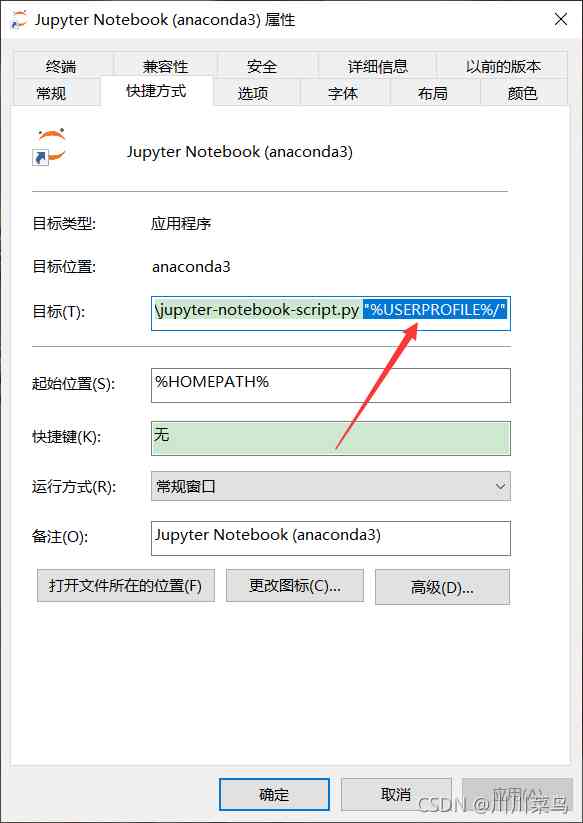 Jupyter Notebook (anaconda3) 属性
终端 兼容性 安全 详细信息 以前的版本
常规 快捷方式 选项 字体 布局 颜色
Jupyter Notebook (anaconda3)
目标类型: 应用程序
目标位置: anaconda3
目标(T): \jupyter-notebook-script.py "%USERPROFILE%/"
起始位置(S): %HOMEPATH%
快捷键(K): 无
运行方式(R): 常规窗口
备注(O): Jupyter Notebook (anaconda3)
打开文件所在的位置(F) 更改图标(C)... 高级(D)...
确定 取消 应用(A)
CSDN @川川菜鸟